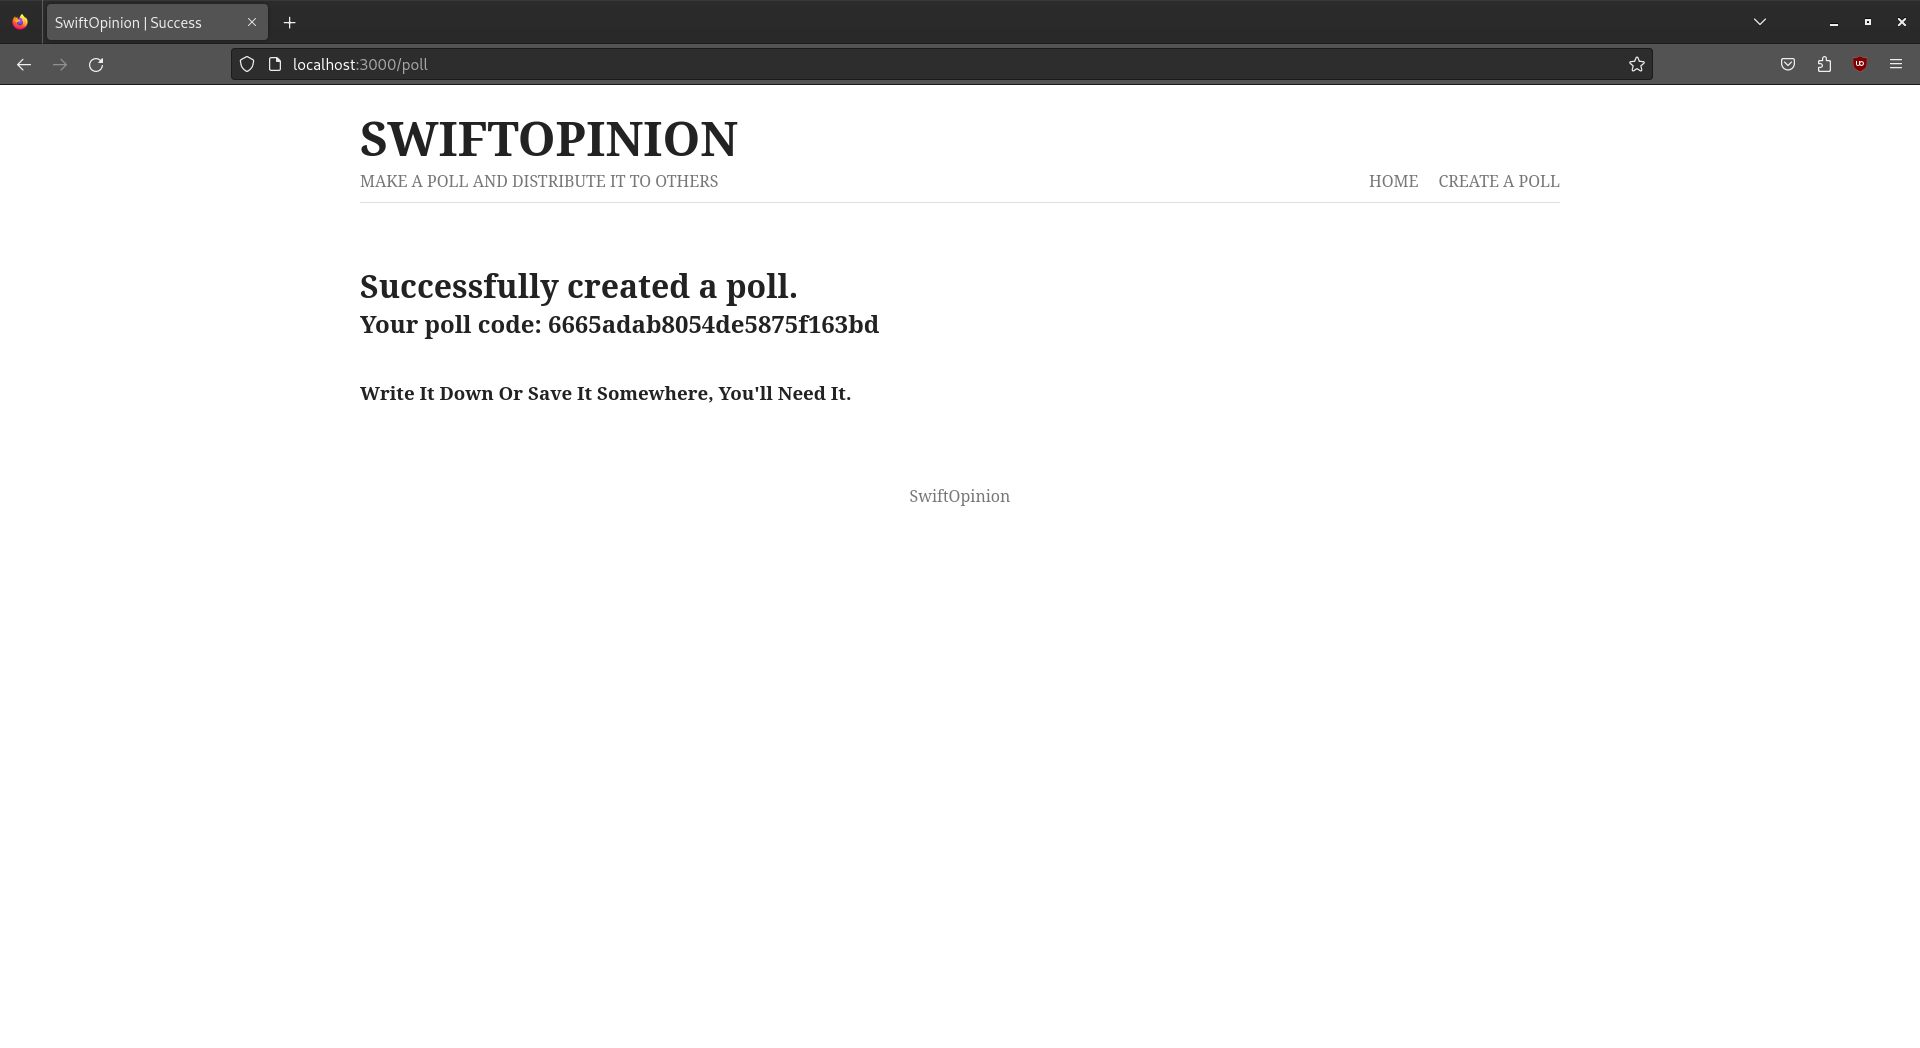 SwiftOpinion | Success
localhost:3000/poll
SWIFTOPINION
MAKE A POLL AND DISTRIBUTE IT TO OTHERS
HOME CREATE A POLL
Successfully created a poll.
Your poll code: 6665adab8054de5875f163bd
Write It Down Or Save It Somewhere, You'll Need It.
SwiftOpinion